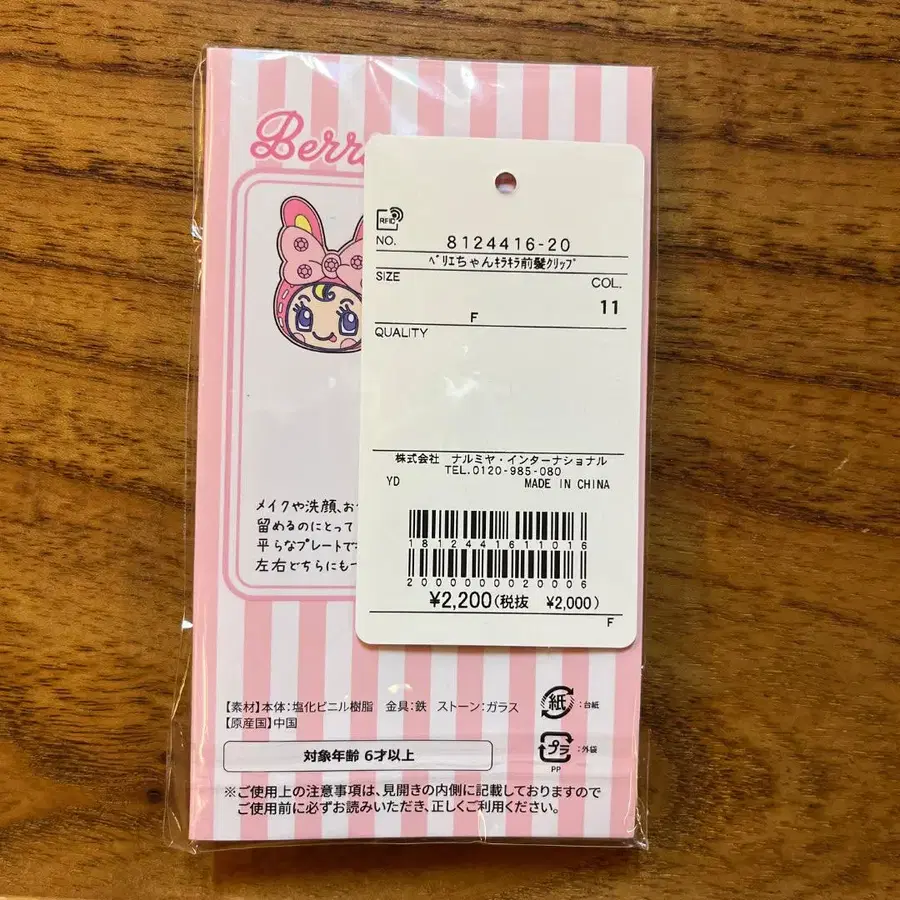 Berr
RFID
NO. 8124416-20
ﾍﾞﾘｴちゃんｷﾗｷﾗ前髪ｸﾘｯﾌﾟ
SIZE COL.
F 11
QUALITY
株式会社 ナルミヤ・インターナショナル
TEL.0120-985-080
YD MADE IN CHINA
1812441611016
2000000020006
¥2,200(税抜 ¥2,000)
F
メイクや洗顔、お
留めるのにとって
平らなプレートで
左右どちらにも
【素材】本体:塩化ビニル樹脂 金具:鉄 ストーン:ガラス
【原産国】中国
紙 :台紙
プラ :外袋
PP
対象年齢 6才以上
※ご使用上の注意事項は、見開きの内側に記載しておりますので
ご使用前に必ずお読みいただき、正しくご利用ください。